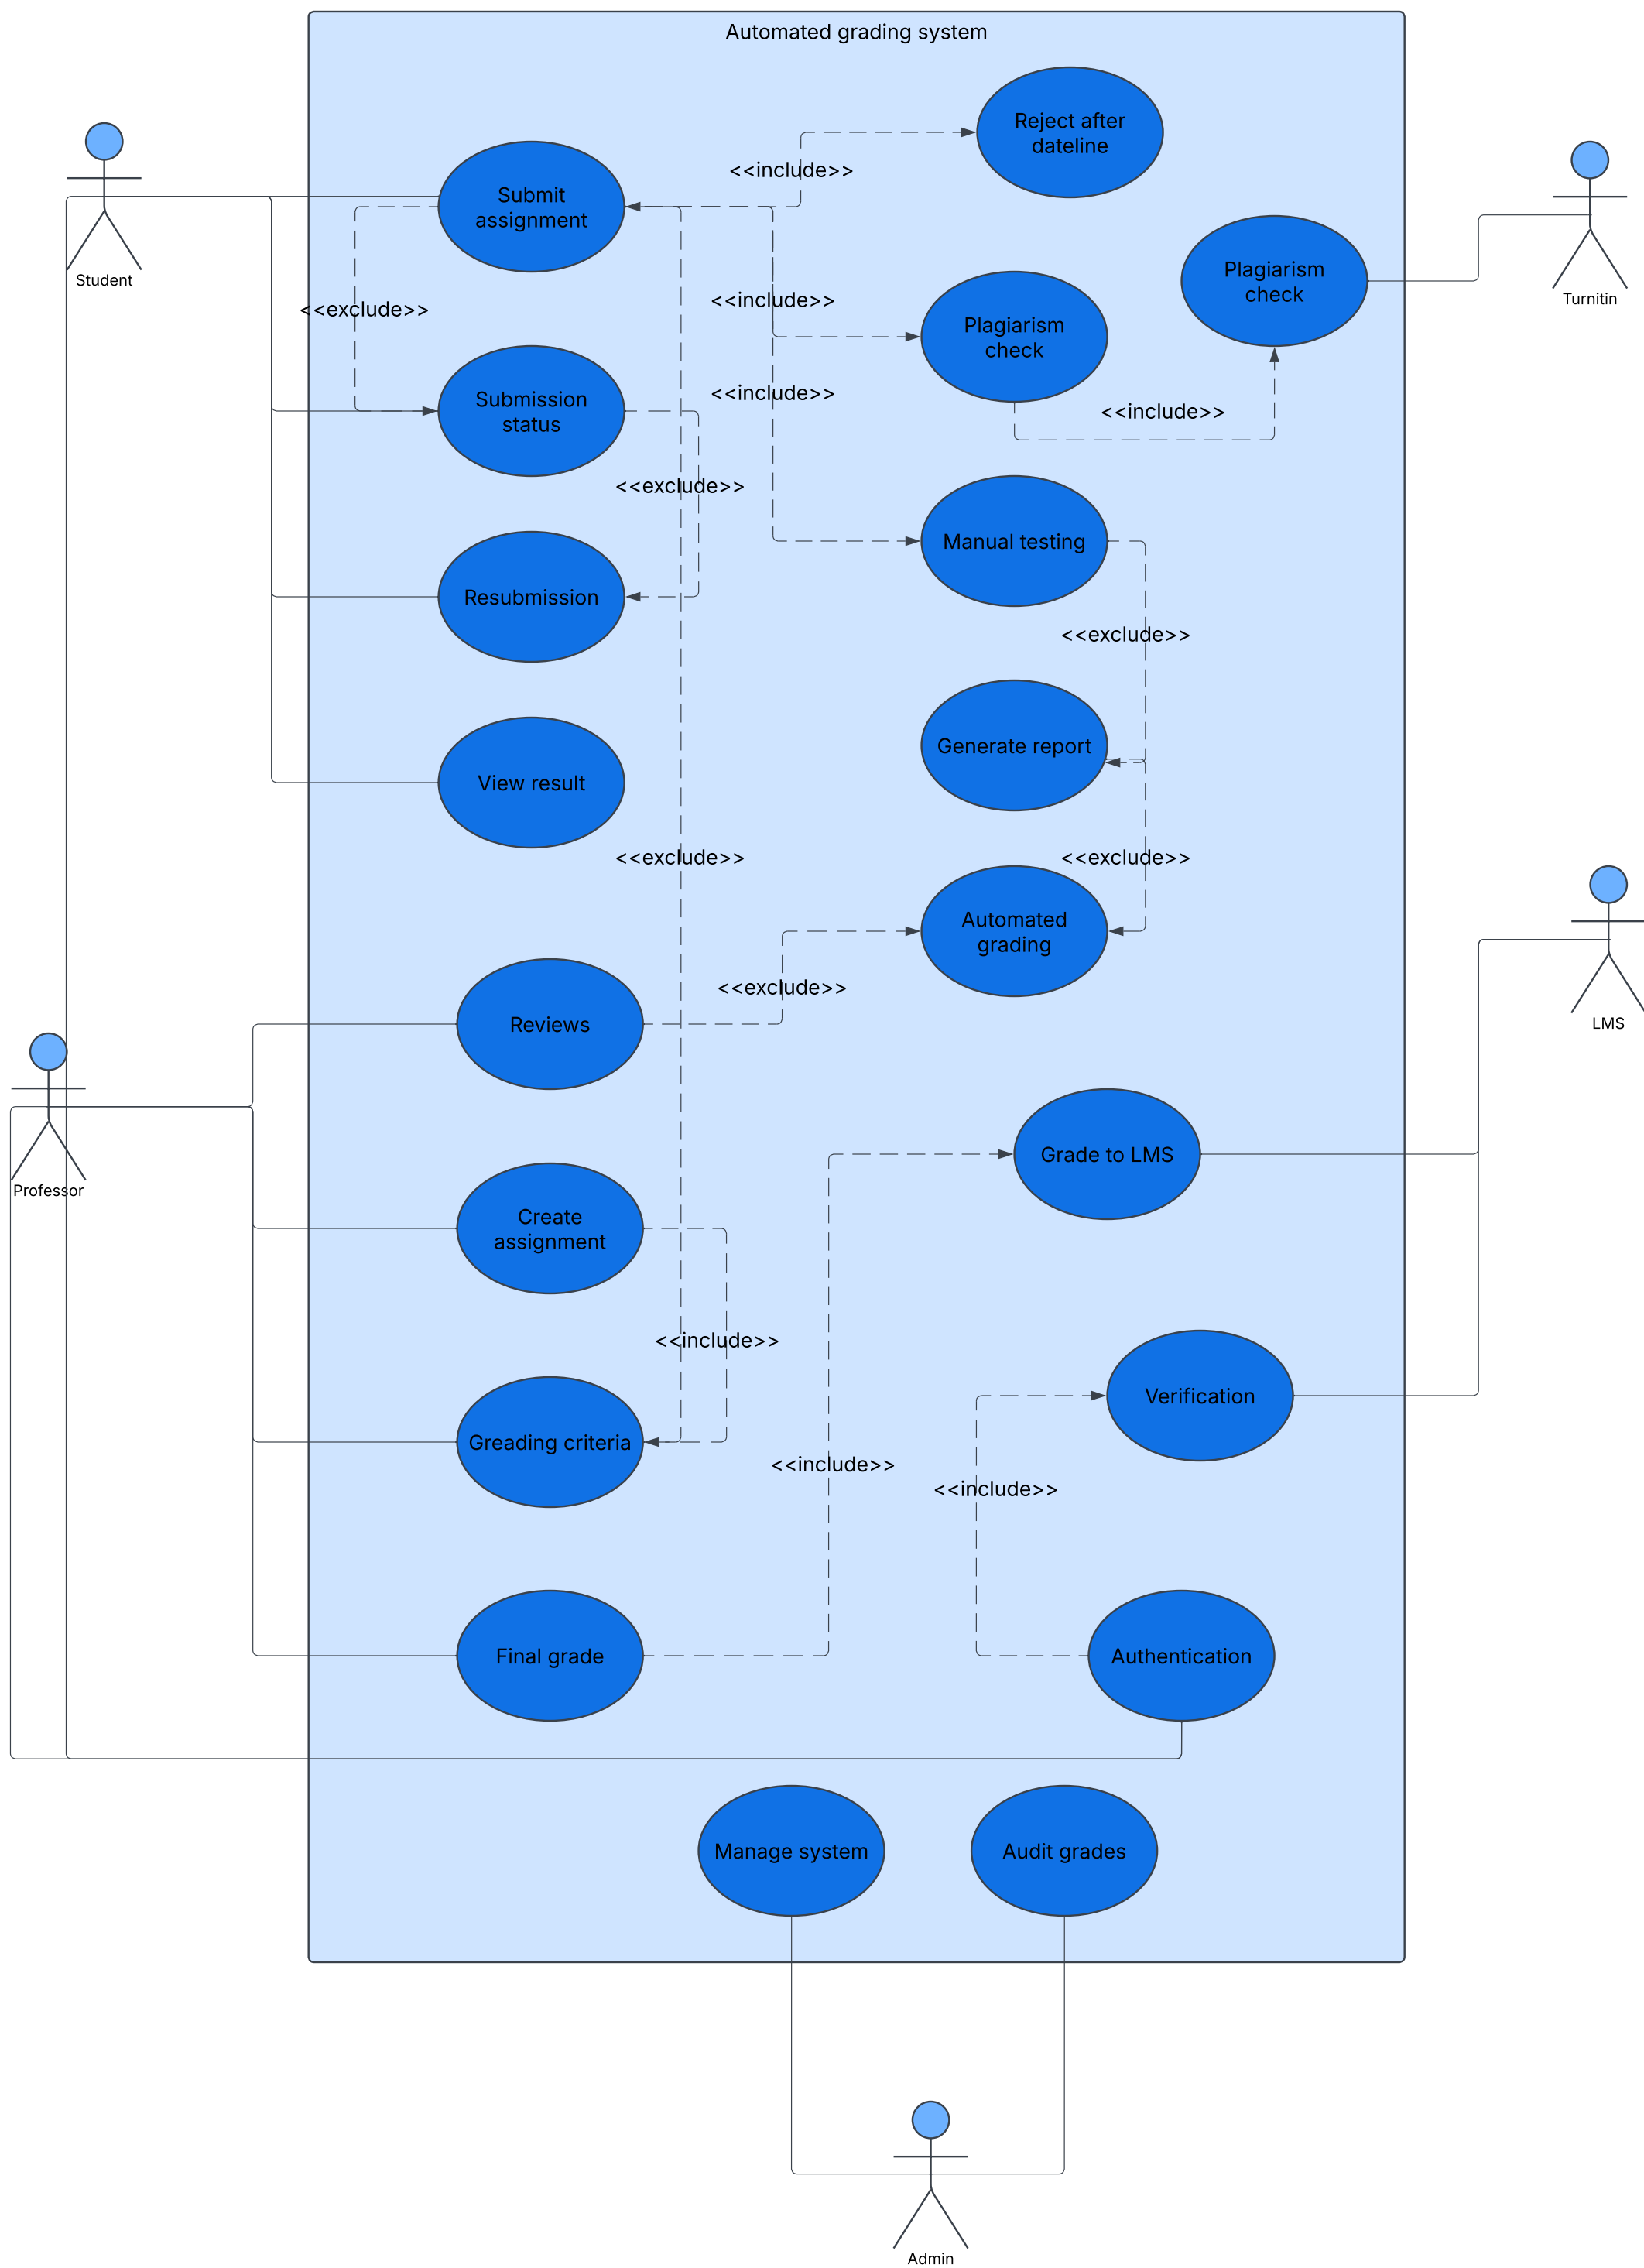 Automated grading system
Reject after
dateline
Submit
assignment
<<include>>
Student
Plagiarism
check
Turnitin
<<exclude>>
<<include>>
Plagiarism
check
<<include>>
<<include>>
Submission
status
<<exclude>>
Manual testing
Resubmission
<<exclude>>
Generate report
View result
<<exclude>>
<<exclude>>
Automated
grading
<<exclude>>
Reviews
LMS
Grade to LMS
Professor
Create
assignment
<<include>>
Verification
Greading criteria
<<include>>
<<include>>
Final grade
Authentication
Manage system
Audit grades
Admin